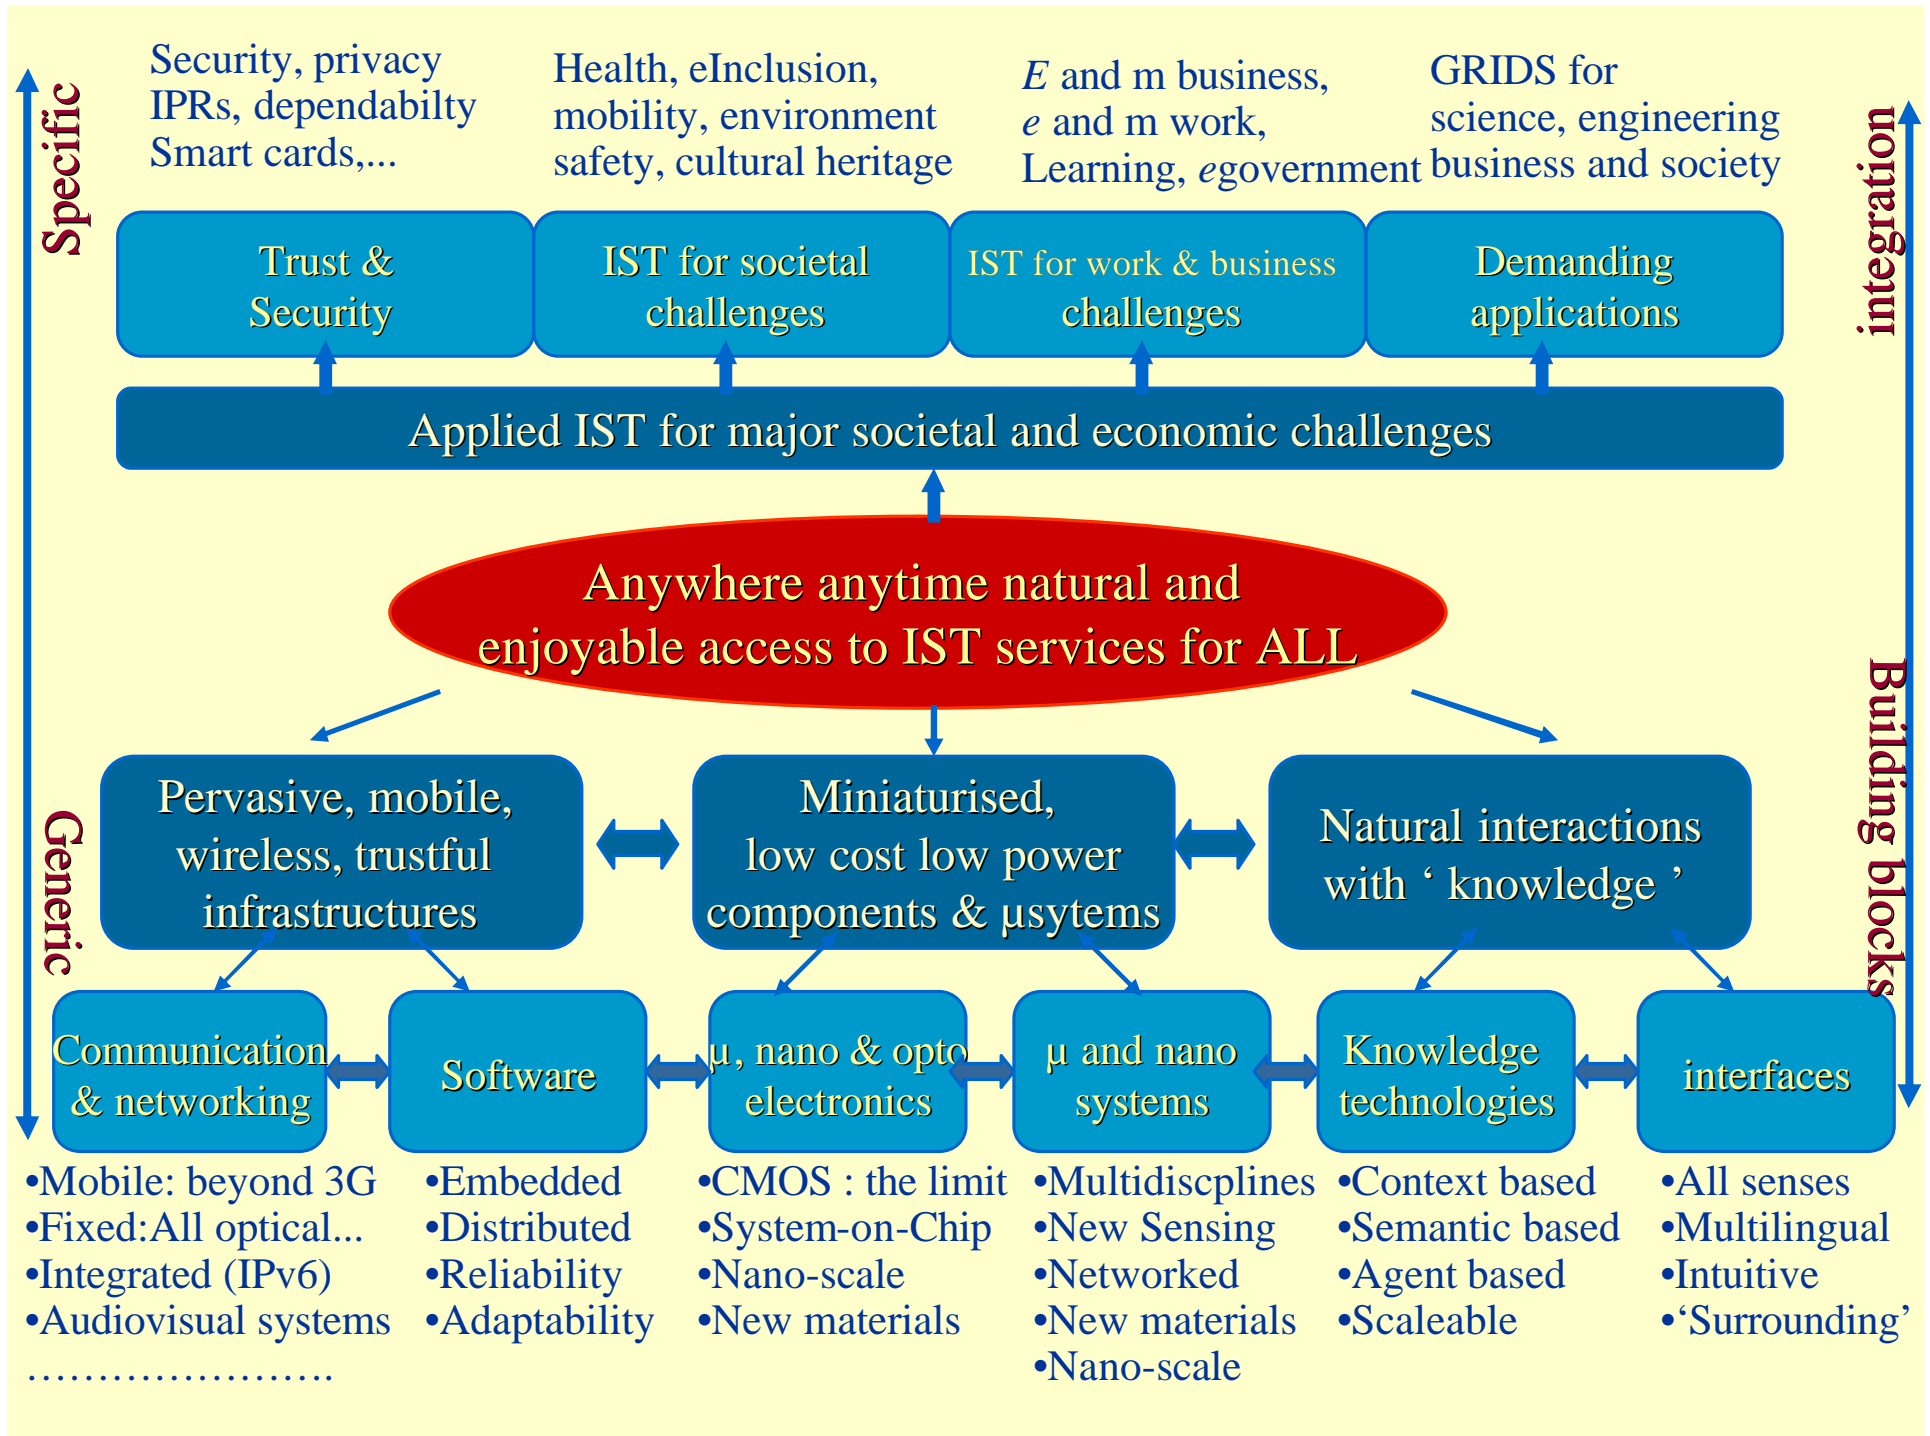 Specific
Security, privacy
IPRs, dependabilty
Smart cards,...
Health, eInclusion,
mobility, environment
safety, cultural heritage
E and m business,
e and m work,
Learning, egovernment
GRIDS for
science, engineering
business and society
integration
Trust &
Security
IST for societal
challenges
IST for work & business
challenges
Demanding
applications
Applied IST for major societal and economic challenges
Anywhere anytime natural and
enjoyable access to IST services for ALL
Generic
Pervasive, mobile,
wireless, trustful
infrastructures
Miniaturised,
low cost low power
components & µsytems
Natural interactions
with ‘ knowledge ’
Building blocks
Communication
& networking
Software
µ, nano & opto
electronics
µ and nano
systems
Knowledge
technologies
interfaces
•Mobile: beyond 3G
•Fixed:All optical...
•Integrated (IPv6)
•Audiovisual systems
…………………….
•Embedded
•Distributed
•Reliability
•Adaptability
•CMOS : the limit
•System-on-Chip
•Nano-scale
•New materials
•Multidiscplines
•New Sensing
•Networked
•New materials
•Nano-scale
•Context based
•Semantic based
•Agent based
•Scaleable
•All senses
•Multilingual
•Intuitive
•‘Surrounding’